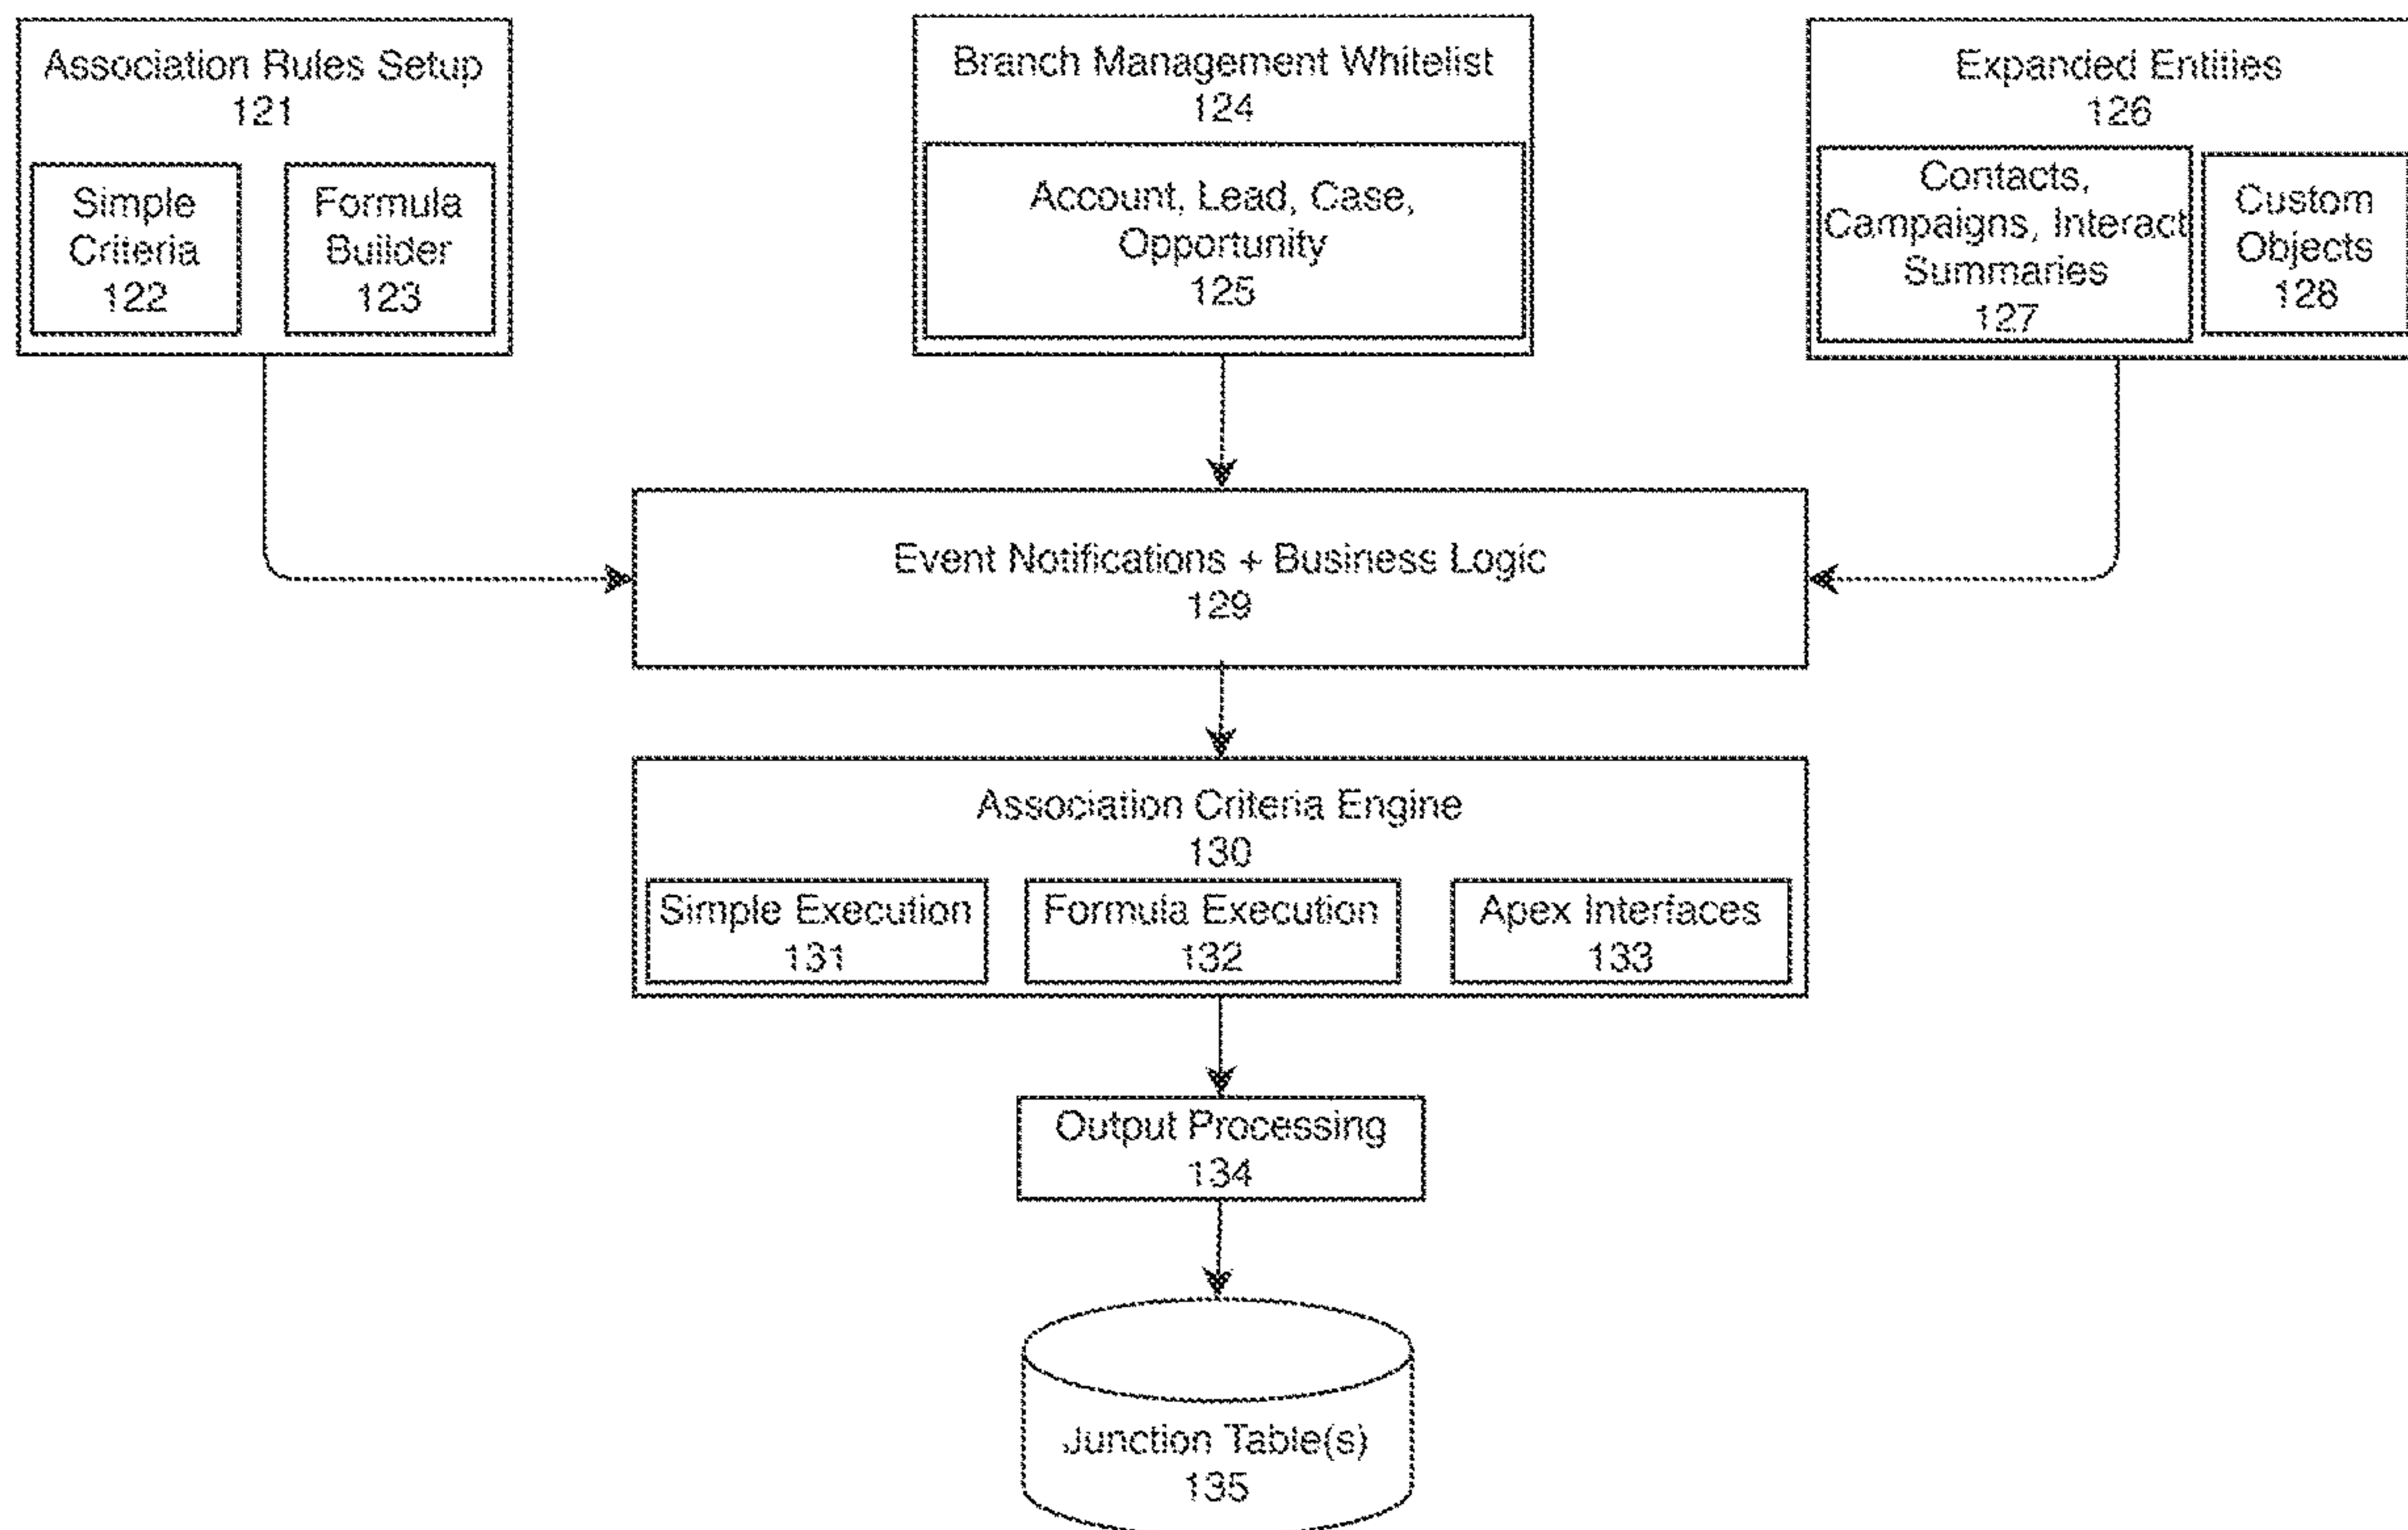 Association Rules Setup
121
Simple
Criteria
122
Formula
Builder
123
Branch Management Whitelist
124
Account, Lead, Case,
Opportunity
125
Expanded Entities
126
Contacts,
Campaigns, Interact
Summaries
127
Custom
Objects
128
Event Notifications + Business Logic
129
Association Criteria Engine
130
Simple Execution
131
Formula Execution
132
Apex Interfaces
133
Output Processing
134
Junction Table(s)
135